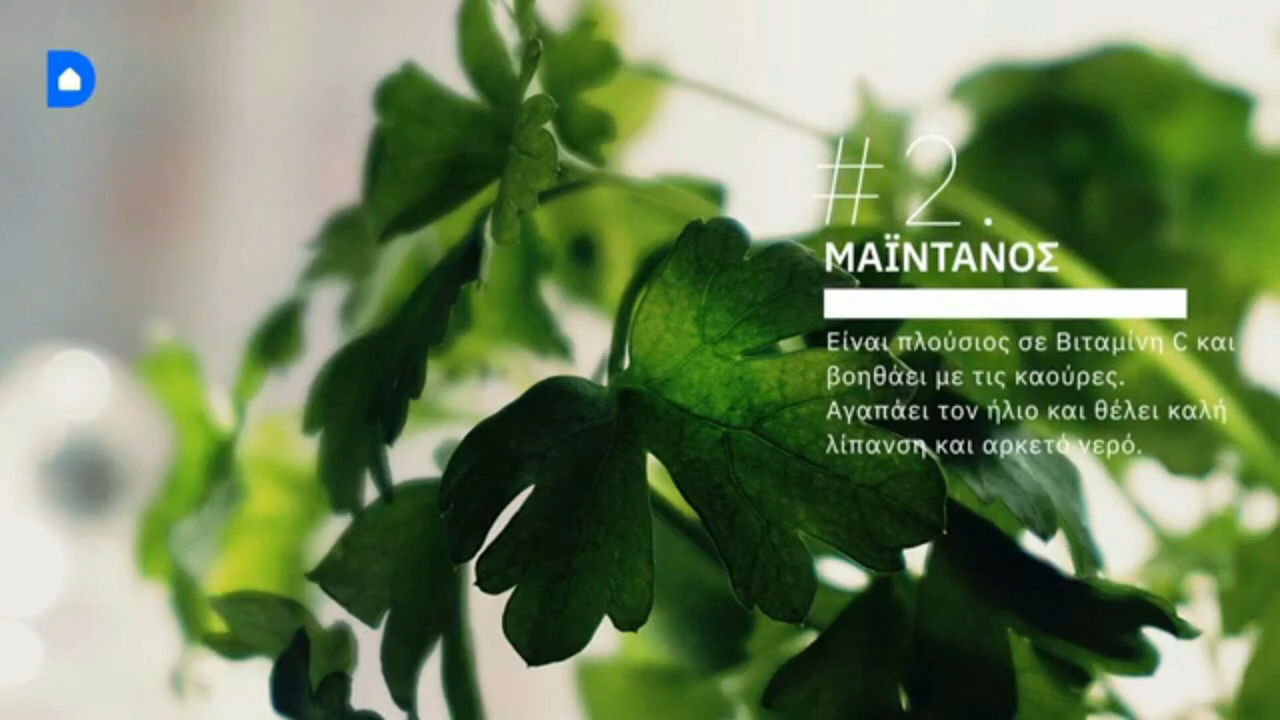 #2.
ΜΑΪΝΤΑΝΟΣ
Είναι πλούσιος σε Βιταμίνη C και
βοηθάει με τις καούρες.
Αγαπάει τον ήλιο και θέλει καλή
λίπανση και αρκετό νερό.